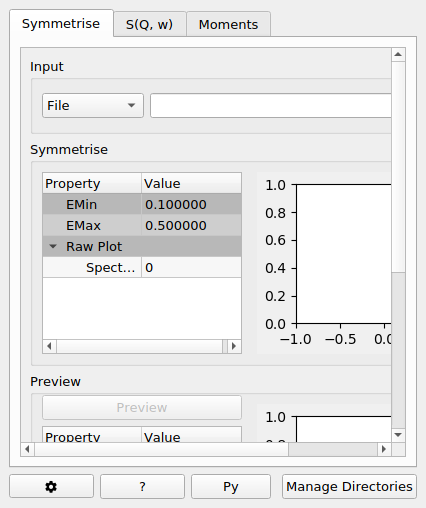 Symmetrise S(Q, w) Moments
Input
File
Symmetrise
Property Value
EMin 0.100000
EMax 0.500000
Raw Plot
Spect... 0
1.0
0.8
0.6
0.4
0.2
0.0
−1.0 −0.5 0.0
Preview
Preview
Property Value
1.0
0.8
? Py Manage Directories